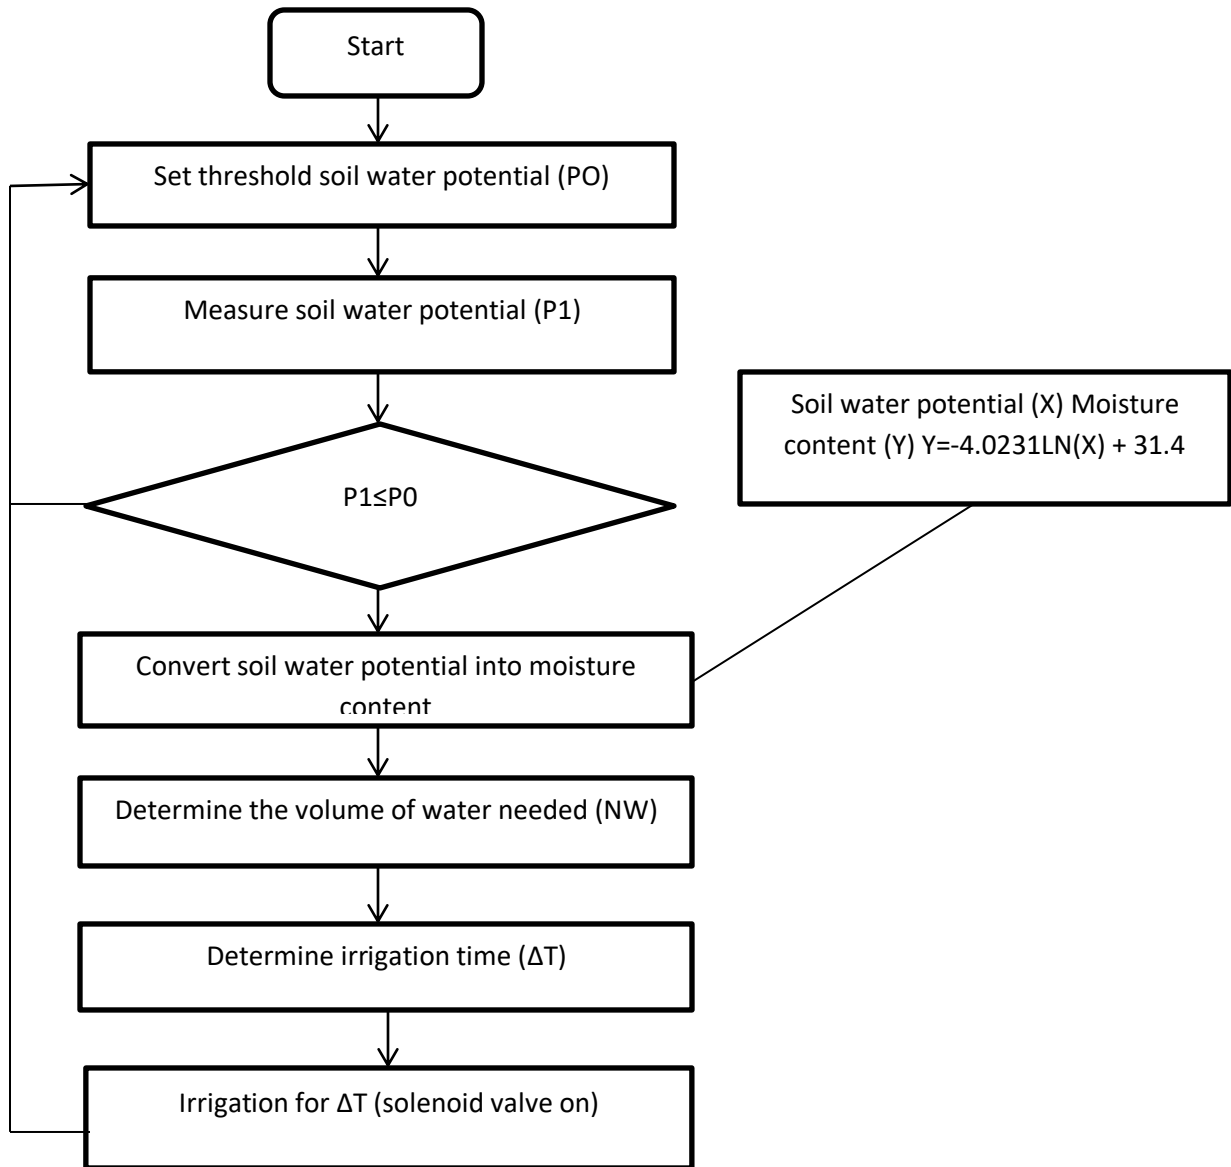 Start
Set threshold soil water potential (PO)
Measure soil water potential (P1)
P1≤P0
Soil water potential (X) Moisture
content (Y) Y=-4.0231LN(X) + 31.4
Convert soil water potential into moisture
content
Determine the volume of water needed (NW)
Determine irrigation time (ΔT)
Irrigation for ΔT (solenoid valve on)